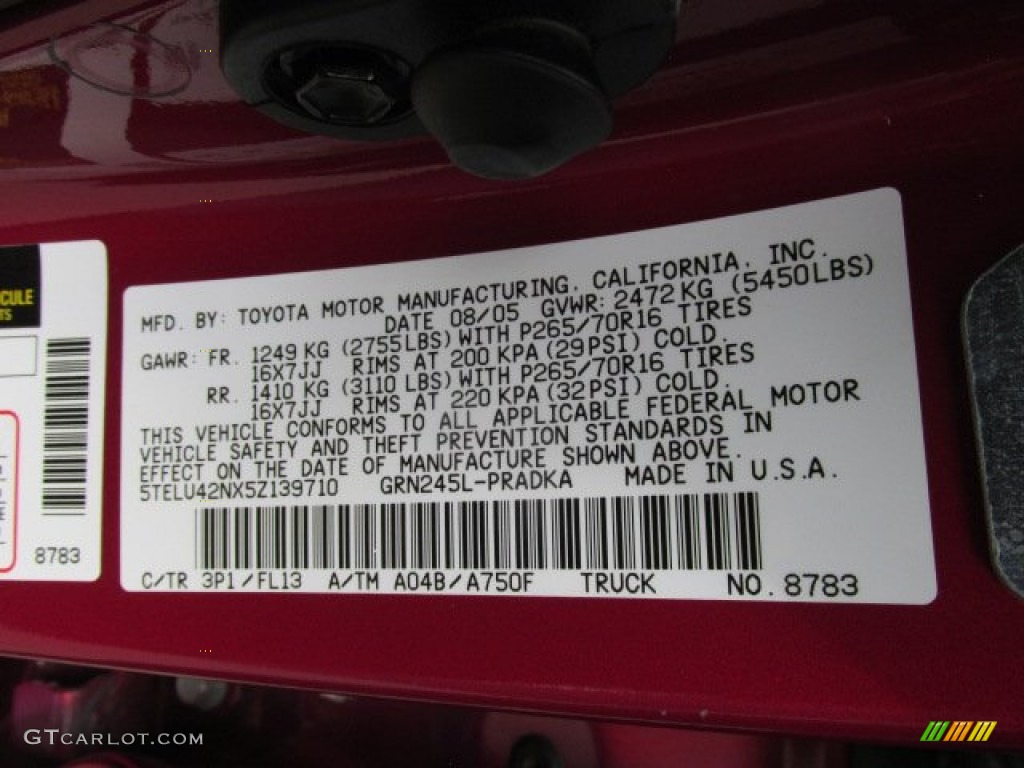 MFD. BY: TOYOTA MOTOR MANUFACTURING, CALIFORNIA, INC.
DATE 08/05 GVWR: 2472 KG (5450LBS)
GAWR: FR. 1249 KG (2755LBS) WITH P265/70R16 TIRES
16X7JJ RIMS AT 200 KPA (29PSI) COLD.
RR. 1410 KG (3110 LBS) WITH P265/70R16 TIRES
16X7JJ RIMS AT 220 KPA (32PSI) COLD.
THIS VEHICLE CONFORMS TO ALL APPLICABLE FEDERAL MOTOR
VEHICLE SAFETY AND THEFT PREVENTION STANDARDS IN
EFFECT ON THE DATE OF MANUFACTURE SHOWN ABOVE.
5TELU42NX5Z139710 GRN245L-PRADKA MADE IN U.S.A.
C/TR 3P1/FL13 A/TM A04B/A750F TRUCK NO. 8783
8783
GTCARLOT.COM